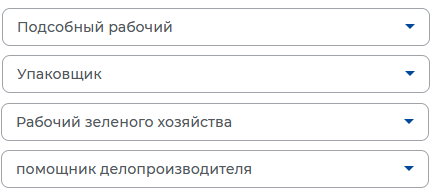 Подсобный рабочий
Упаковщик
Рабочий зеленого хозяйства
помощник делопроизводителя